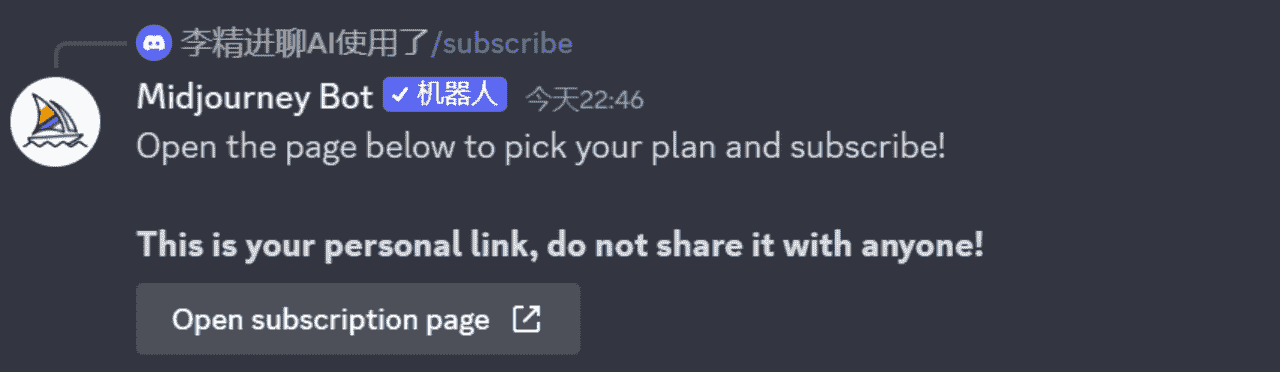 李精进聊AI使用了/subscribe
Midjourney Bot ✓ 机器人 今天22:46
Open the page below to pick your plan and subscribe!
This is your personal link, do not share it with anyone!
Open subscription page